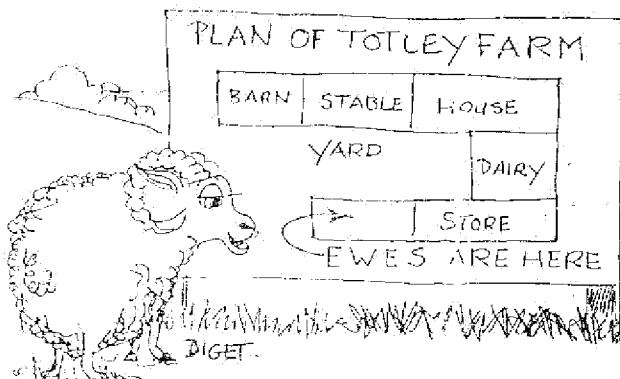 PLAN OF TOTLEY FARM
BARN STABLE HOUSE
YARD DAIRY
STORE
EWES ARE HERE
DIGET.